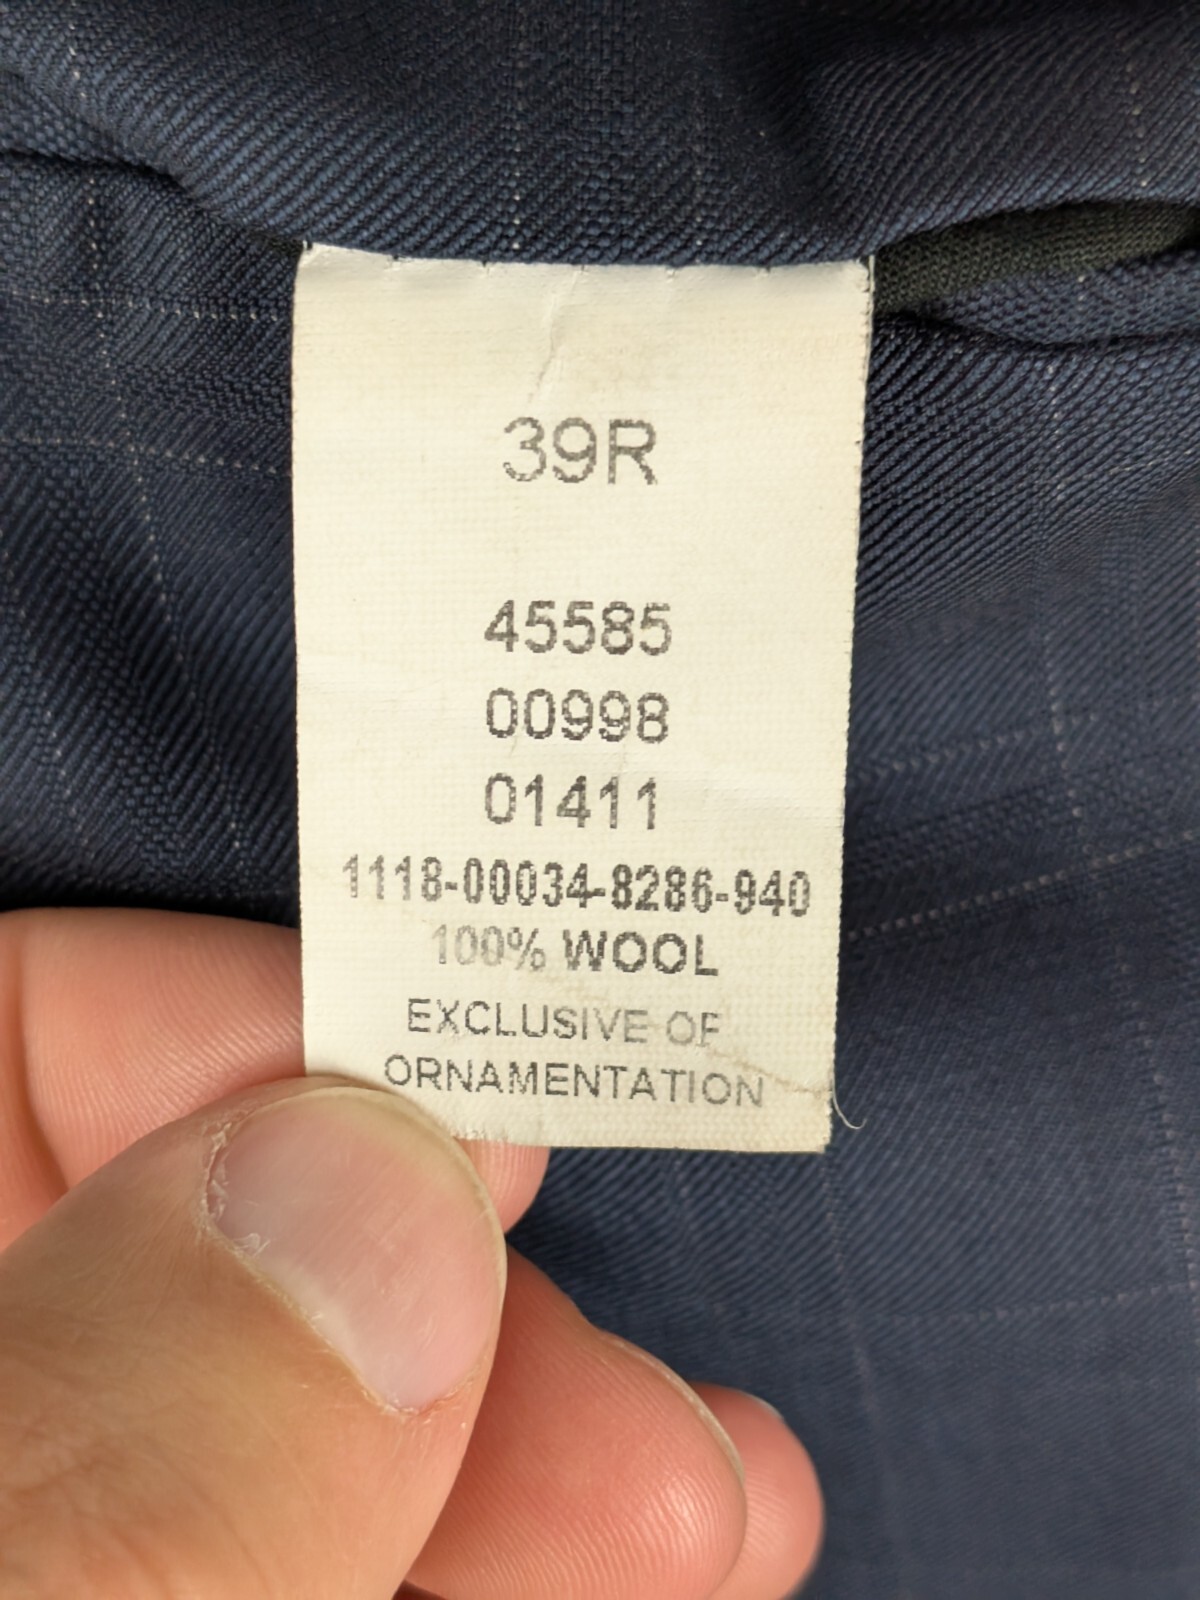 39R
45585
00998
01411
1118-00034-8286-940
100% WOOL
EXCLUSIVE OF
ORNAMENTATION